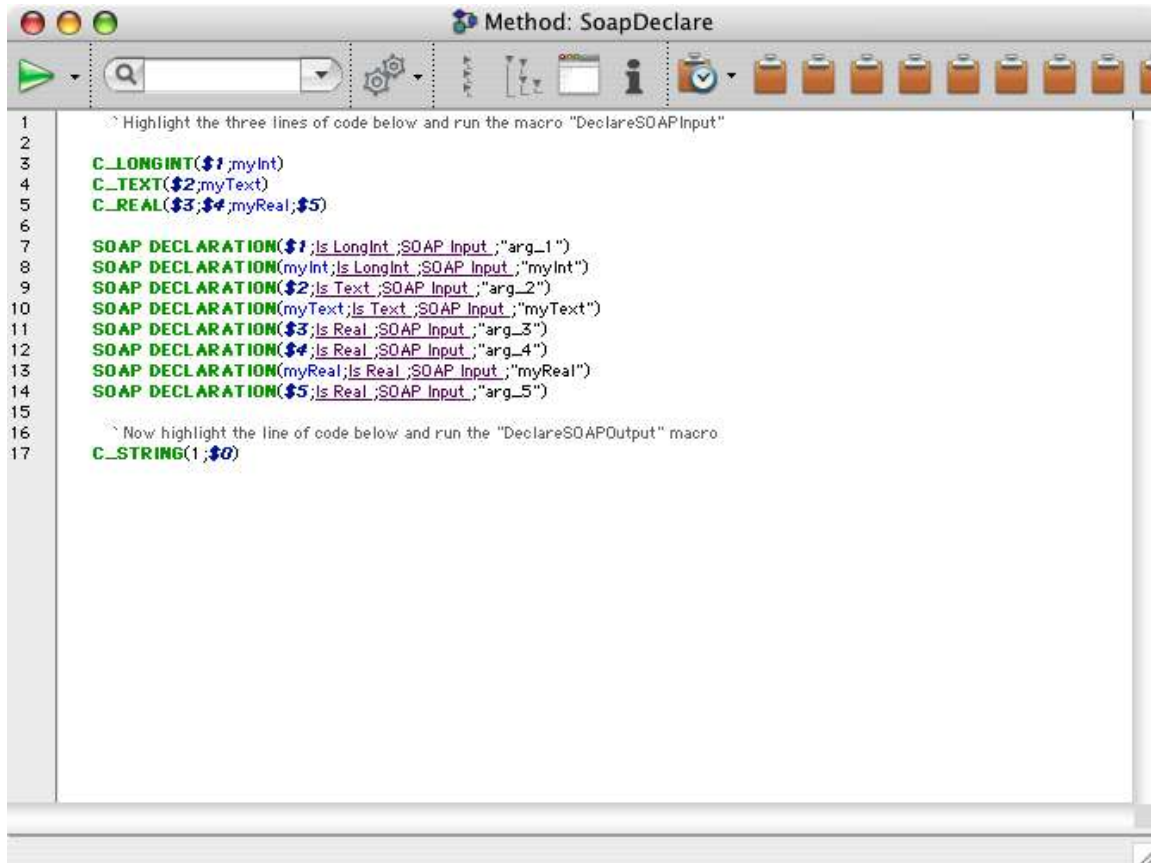 Method: SoapDeclare
1 ` Highlight the three lines of code below and run the macro "DeclareSOAPInput"
2
3 C_LONGINT($1;myInt)
4 C_TEXT($2;myText)
5 C_REAL($3;$4;myReal;$5)
6
7 SOAP DECLARATION($1;Is LongInt ;SOAP Input ;"arg_1")
8 SOAP DECLARATION(myInt;Is LongInt ;SOAP Input ;"myInt")
9 SOAP DECLARATION($2;Is Text ;SOAP Input ;"arg_2")
10 SOAP DECLARATION(myText;Is Text ;SOAP Input ;"myText")
11 SOAP DECLARATION($3;Is Real ;SOAP Input ;"arg_3")
12 SOAP DECLARATION($4;Is Real ;SOAP Input ;"arg_4")
13 SOAP DECLARATION(myReal;Is Real ;SOAP Input ;"myReal")
14 SOAP DECLARATION($5;Is Real ;SOAP Input ;"arg_5")
15
16 ` Now highlight the line of code below and run the "DeclareSOAPOutput" macro
17 C_STRING(1;$0)